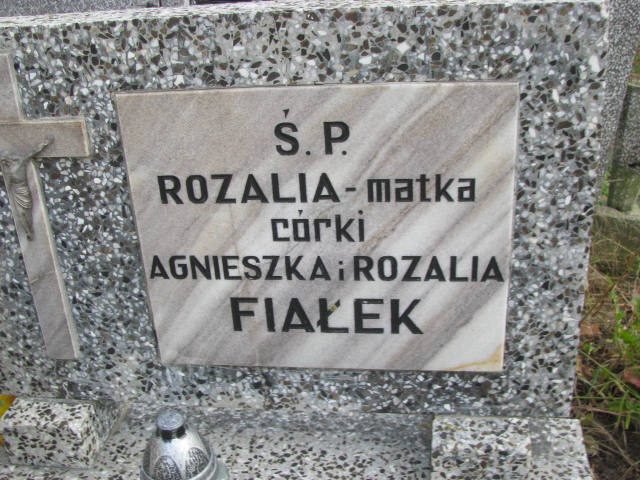 Ś. P.
ROZALIA - matka
córki
AGNIESZKA i ROZALIA
FIAŁEK